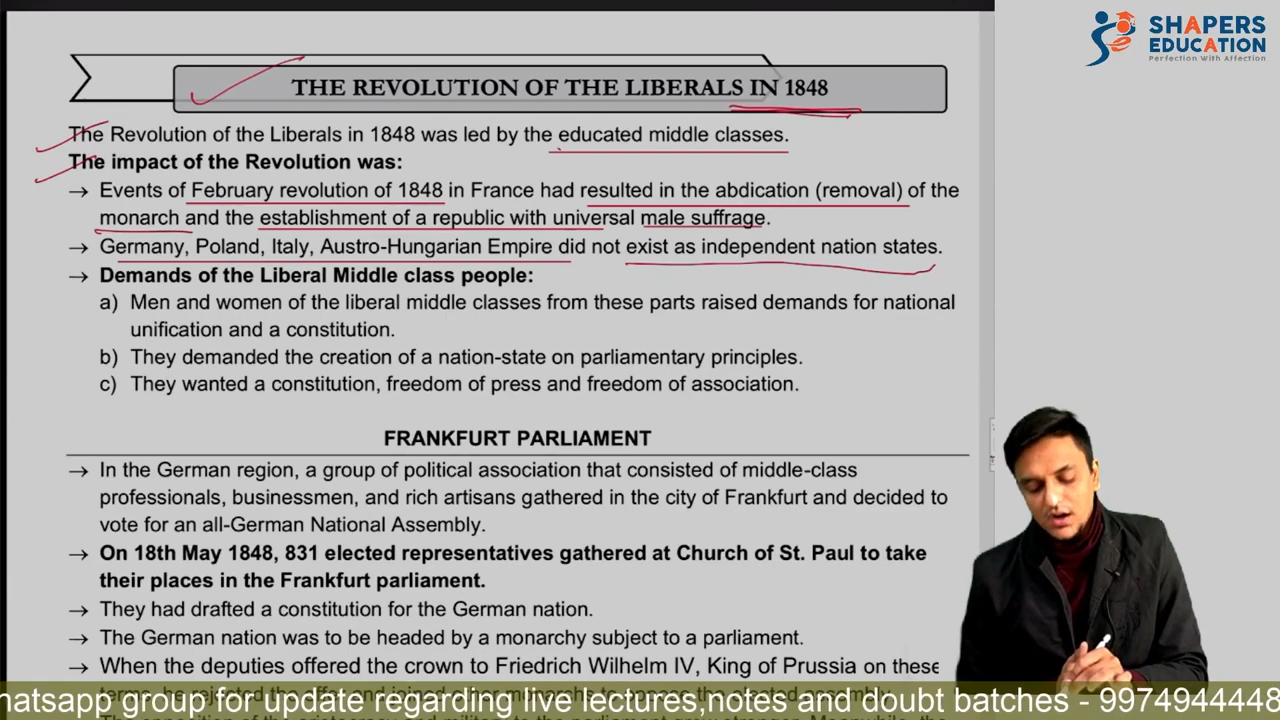 SHAPERS
EDUCATION
Perfection With Affection
THE REVOLUTION OF THE LIBERALS IN 1848
The Revolution of the Liberals in 1848 was led by the educated middle classes.
The impact of the Revolution was:
→ Events of February revolution of 1848 in France had resulted in the abdication (removal) of the
monarch and the establishment of a republic with universal male suffrage.
→ Germany, Poland, Italy, Austro-Hungarian Empire did not exist as independent nation states.
→ Demands of the Liberal Middle class people:
a) Men and women of the liberal middle classes from these parts raised demands for national
unification and a constitution.
b) They demanded the creation of a nation-state on parliamentary principles.
c) They wanted a constitution, freedom of press and freedom of association.
FRANKFURT PARLIAMENT
→ In the German region, a group of political association that consisted of middle-class
professionals, businessmen, and rich artisans gathered in the city of Frankfurt and decided to
vote for an all-German National Assembly.
→ On 18th May 1848, 831 elected representatives gathered at Church of St. Paul to take
their places in the Frankfurt parliament.
→ They had drafted a constitution for the German nation.
→ The German nation was to be headed by a monarchy subject to a parliament.
→ When the deputies offered the crown to Friedrich Wilhelm IV, King of Prussia on these
hatsapp group for update regarding live lectures,notes and doubt batches - 9974944448